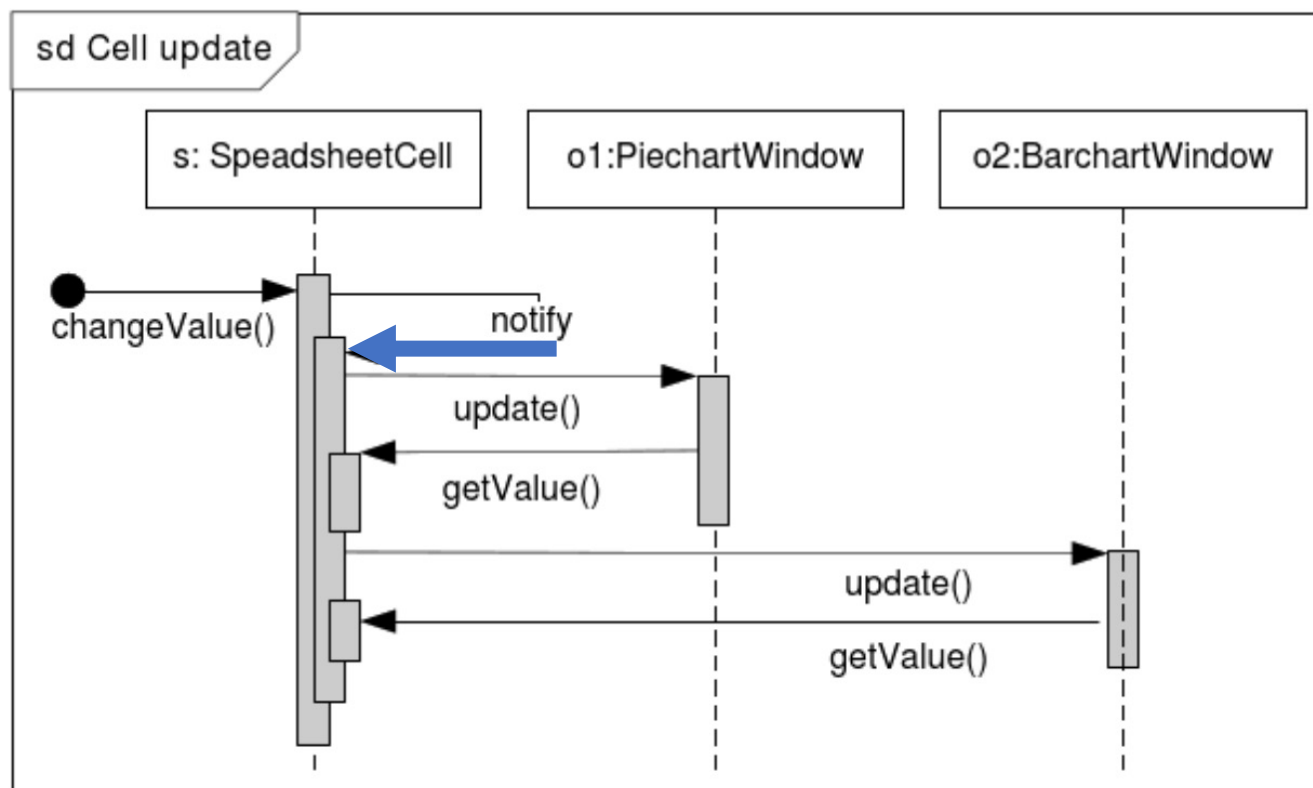 sd Cell update
s: SpeadsheetCell
o1:PiechartWindow
o2:BarchartWindow
changeValue()
notify
update()
getValue()
update()
getValue()